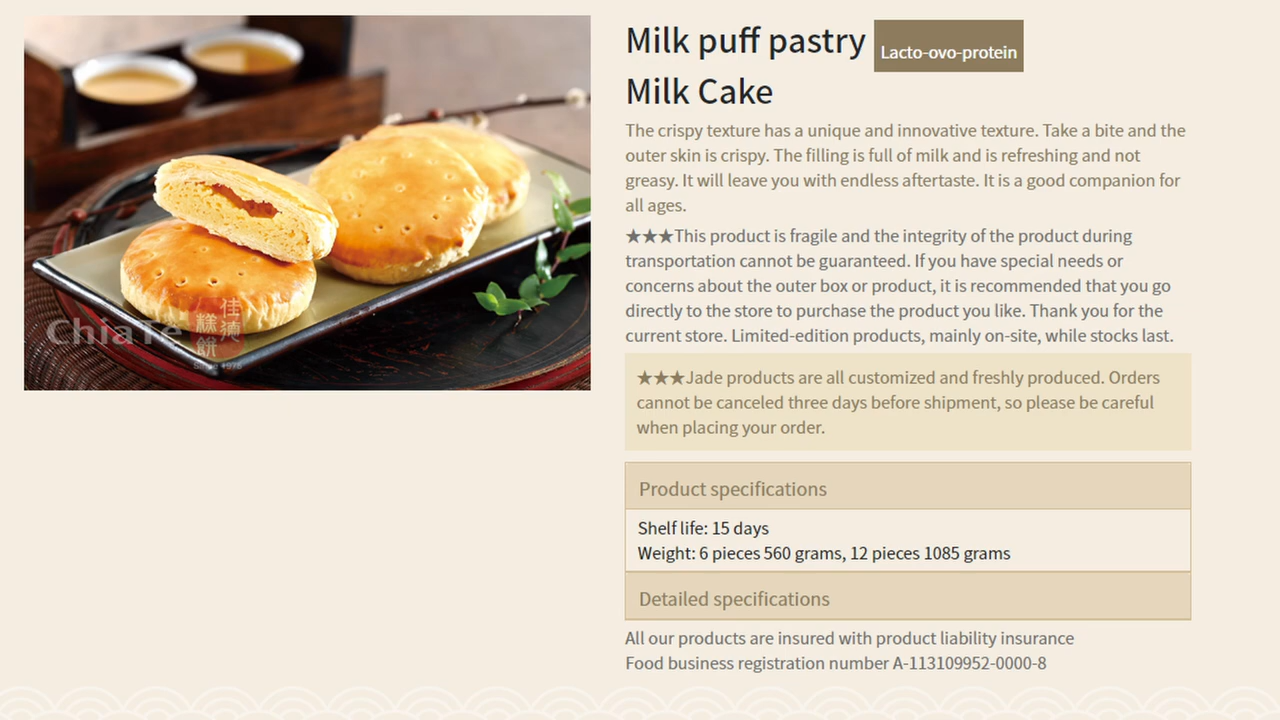 Milk puff pastry Lacto-ovo-protein
Milk Cake
The crispy texture has a unique and innovative texture. Take a bite and the
outer skin is crispy. The filling is full of milk and is refreshing and not
greasy. It will leave you with endless aftertaste. It is a good companion for
all ages.
★★★This product is fragile and the integrity of the product during
transportation cannot be guaranteed. If you have special needs or
concerns about the outer box or product, it is recommended that you go
directly to the store to purchase the product you like. Thank you for the
current store. Limited-edition products, mainly on-site, while stocks last.
★★★Jade products are all customized and freshly produced. Orders
cannot be canceled three days before shipment, so please be careful
when placing your order.
Product specifications
Shelf life: 15 days
Weight: 6 pieces 560 grams, 12 pieces 1085 grams
Detailed specifications
All our products are insured with product liability insurance
Food business registration number A-113109952-0000-8
ChiaTe
佳德
糕餅
Since 1975